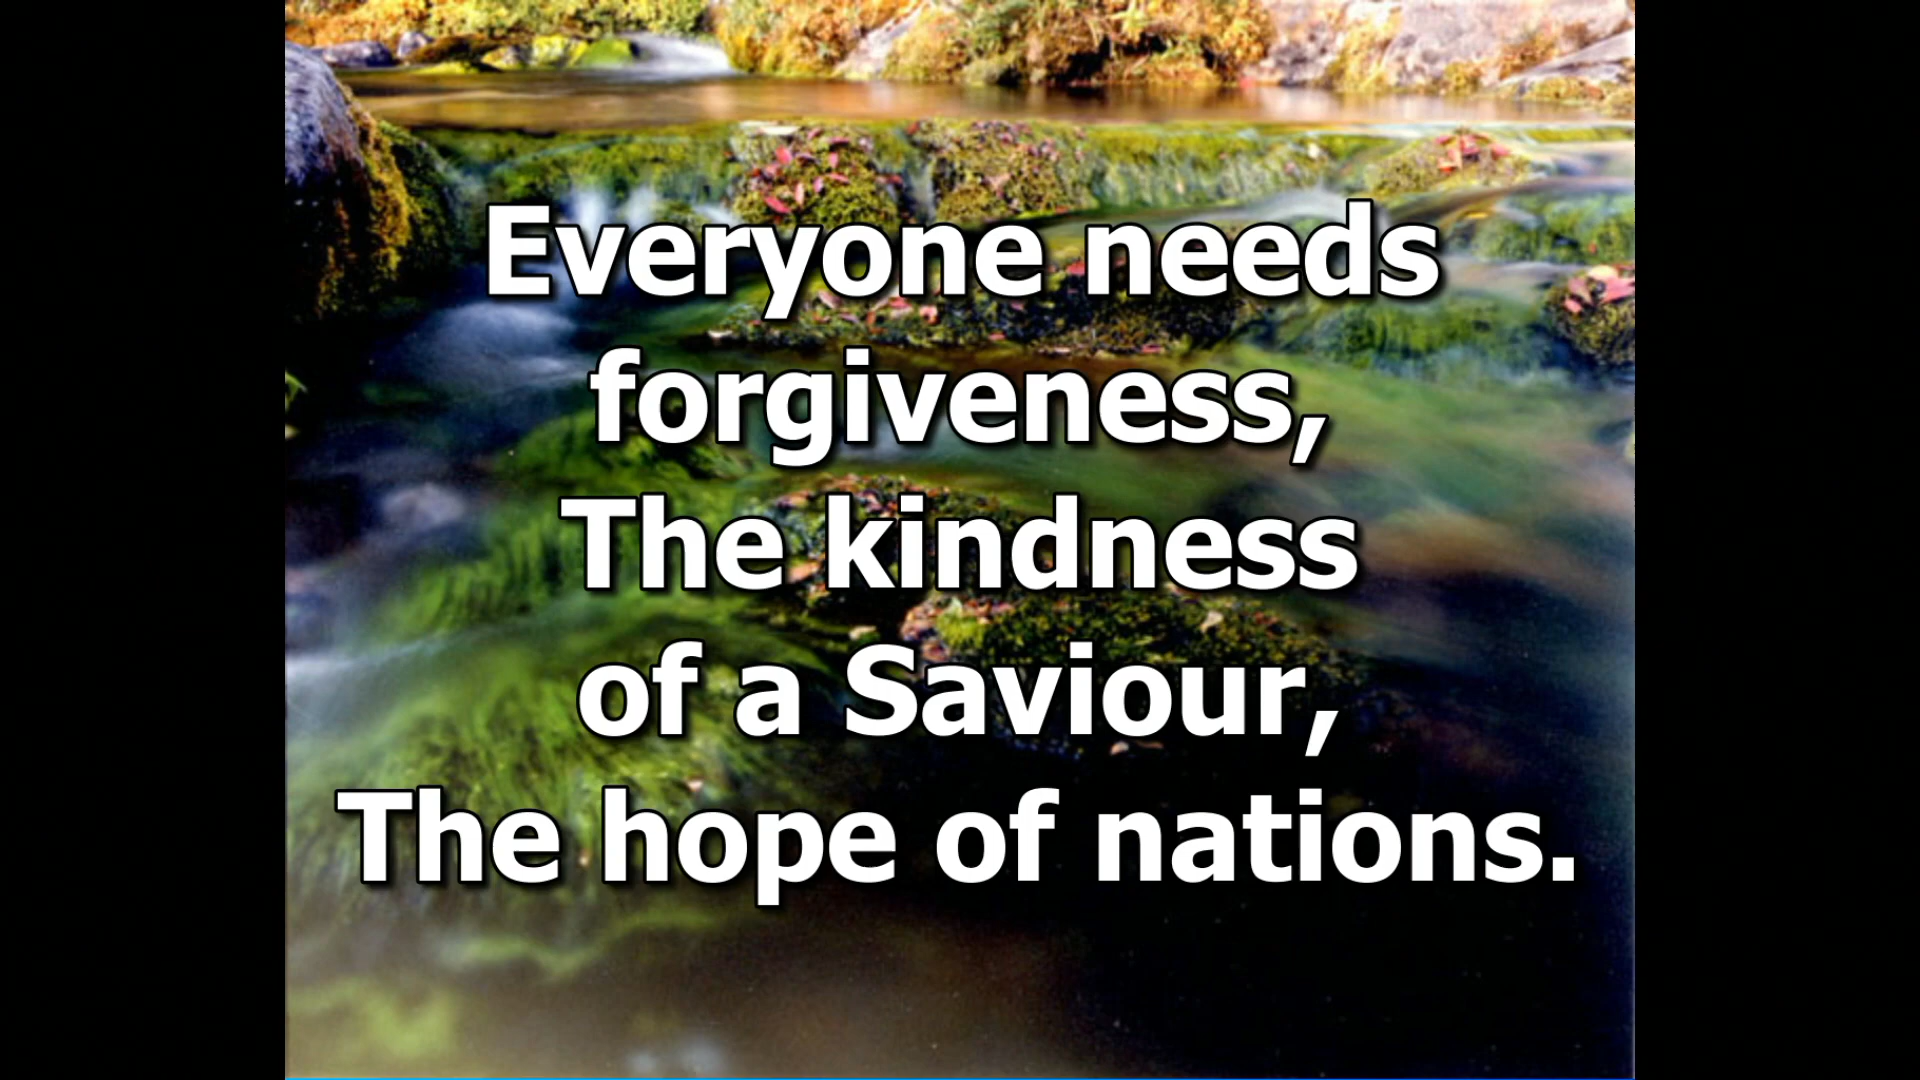 Everyone needs
forgiveness,
The kindness
of a Saviour,
The hope of nations.